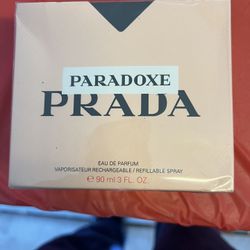 PARADOXE
PRADA
EAU DE PARFUM
VAPORISATEUR RECHARGEABLE / REFILLABLE SPRAY
℮ 90 ml 3 FL. OZ.